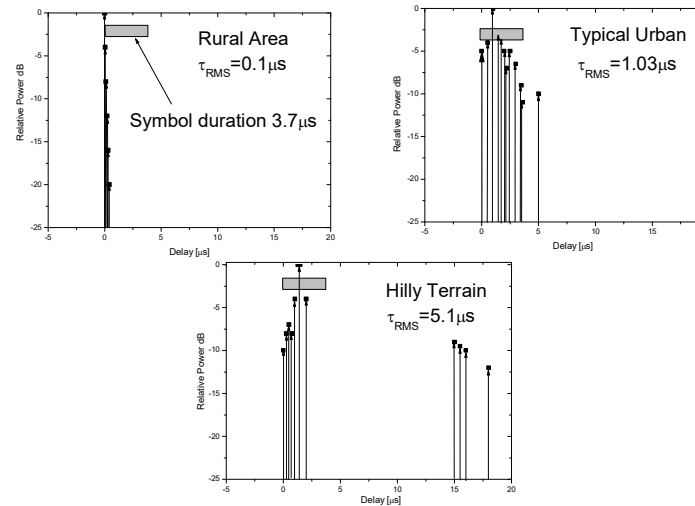 Rural Area
τRMS=0.1μs
Symbol duration 3.7μs
Relative Power dB
0
-5
-10
-15
-20
-25
-5 0 5 10 15 20
Delay [μs]
Typical Urban
τRMS=1.03μs
Relative Power dB
0
-5
-10
-15
-20
-25
-5 0 5 10 15 20
Delay [μs]
Hilly Terrain
τRMS=5.1μs
Relative Power dB
0
-5
-10
-15
-20
-25
-5 0 5 10 15 20
Delay [μs]